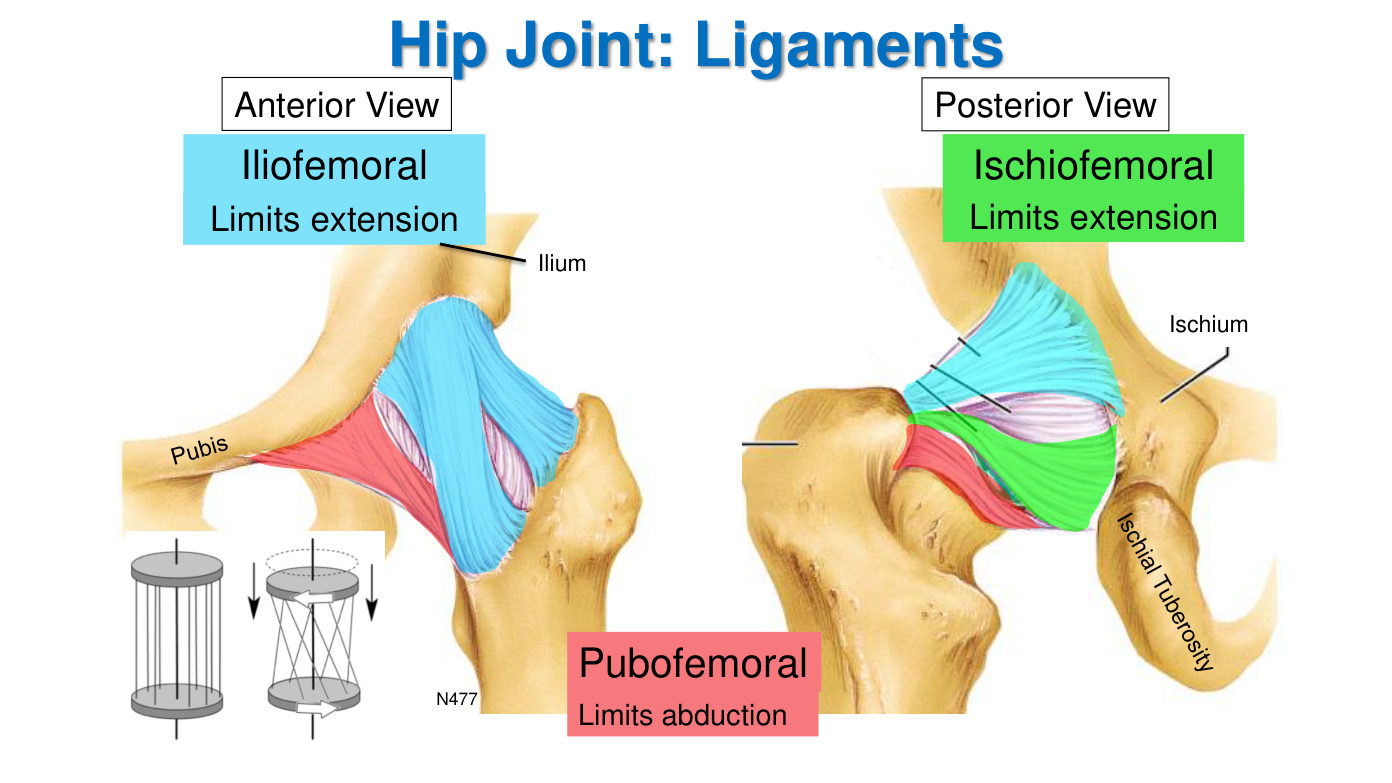 Hip Joint: Ligaments
Anterior View
Posterior View
Iliofemoral
Limits extension
Ischiofemoral
Limits extension
Ilium
Ischium
Pubis
Ischial Tuberosity
Pubofemoral
Limits abduction
N477